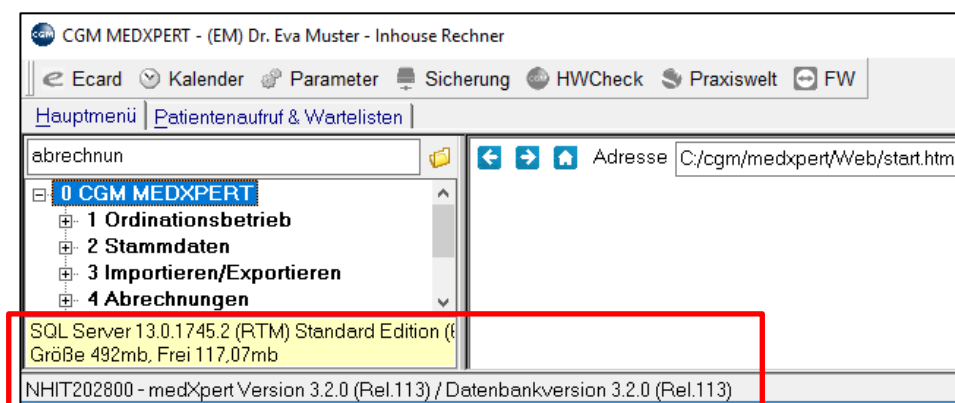 CGM MEDXPERT - (EM) Dr. Eva Muster - Inhouse Rechner
Ecard Kalender Parameter Sicherung HWCheck Praxiswelt FW
Hauptmenü Patientenaufruf & Wartelisten
abrechnun Adresse C:/cgm/medxpert/Web/start.htm
0 CGM MEDXPERT
1 Ordinationsbetrieb
2 Stammdaten
3 Importieren/Exportieren
4 Abrechnungen
SQL Server 13.0.1745.2 (RTM) Standard Edition (
Größe 492mb, Frei 117,07mb
NHIT202800 - medXpert Version 3.2.0 (Rel.113) / Datenbankversion 3.2.0 (Rel.113)